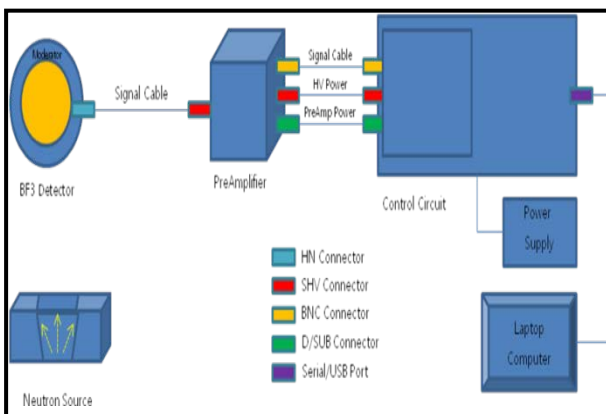 Moderator
Signal Cable
BF3 Detector
PreAmplifier
Signal Cable
HV Power
PreAmp Power
Control Circuit
Power
Supply
HN Connector
SHV Connector
BNC Connector
D/SUB Connector
Serial/USB Port
Laptop
Computer
Neutron Source